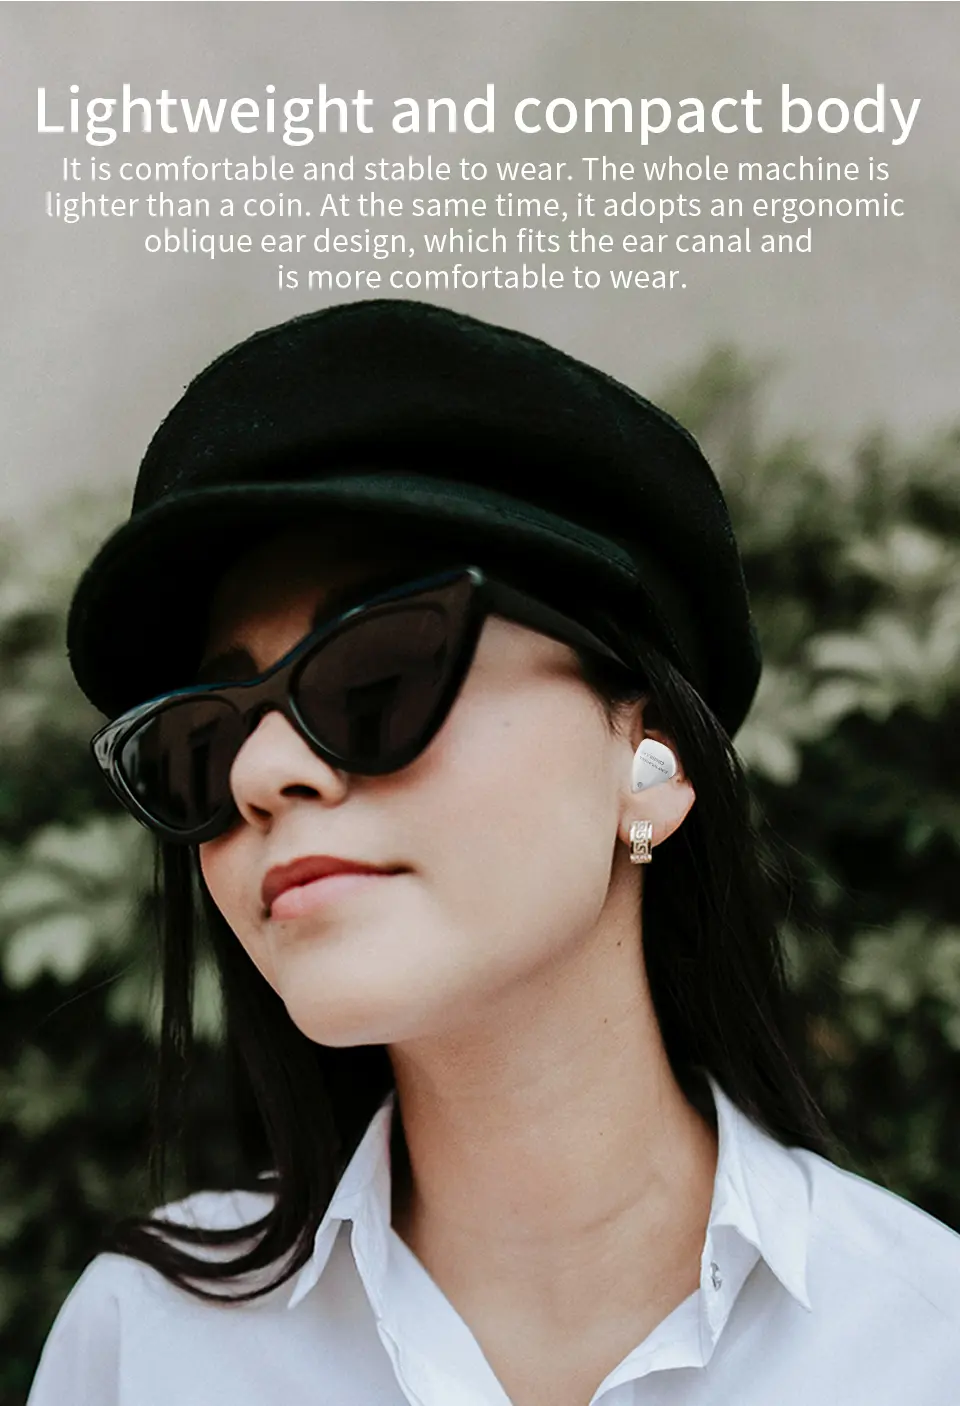 Lightweight and compact body
It is comfortable and stable to wear. The whole machine is
lighter than a coin. At the same time, it adopts an ergonomic
oblique ear design, which fits the ear canal and
is more comfortable to wear.